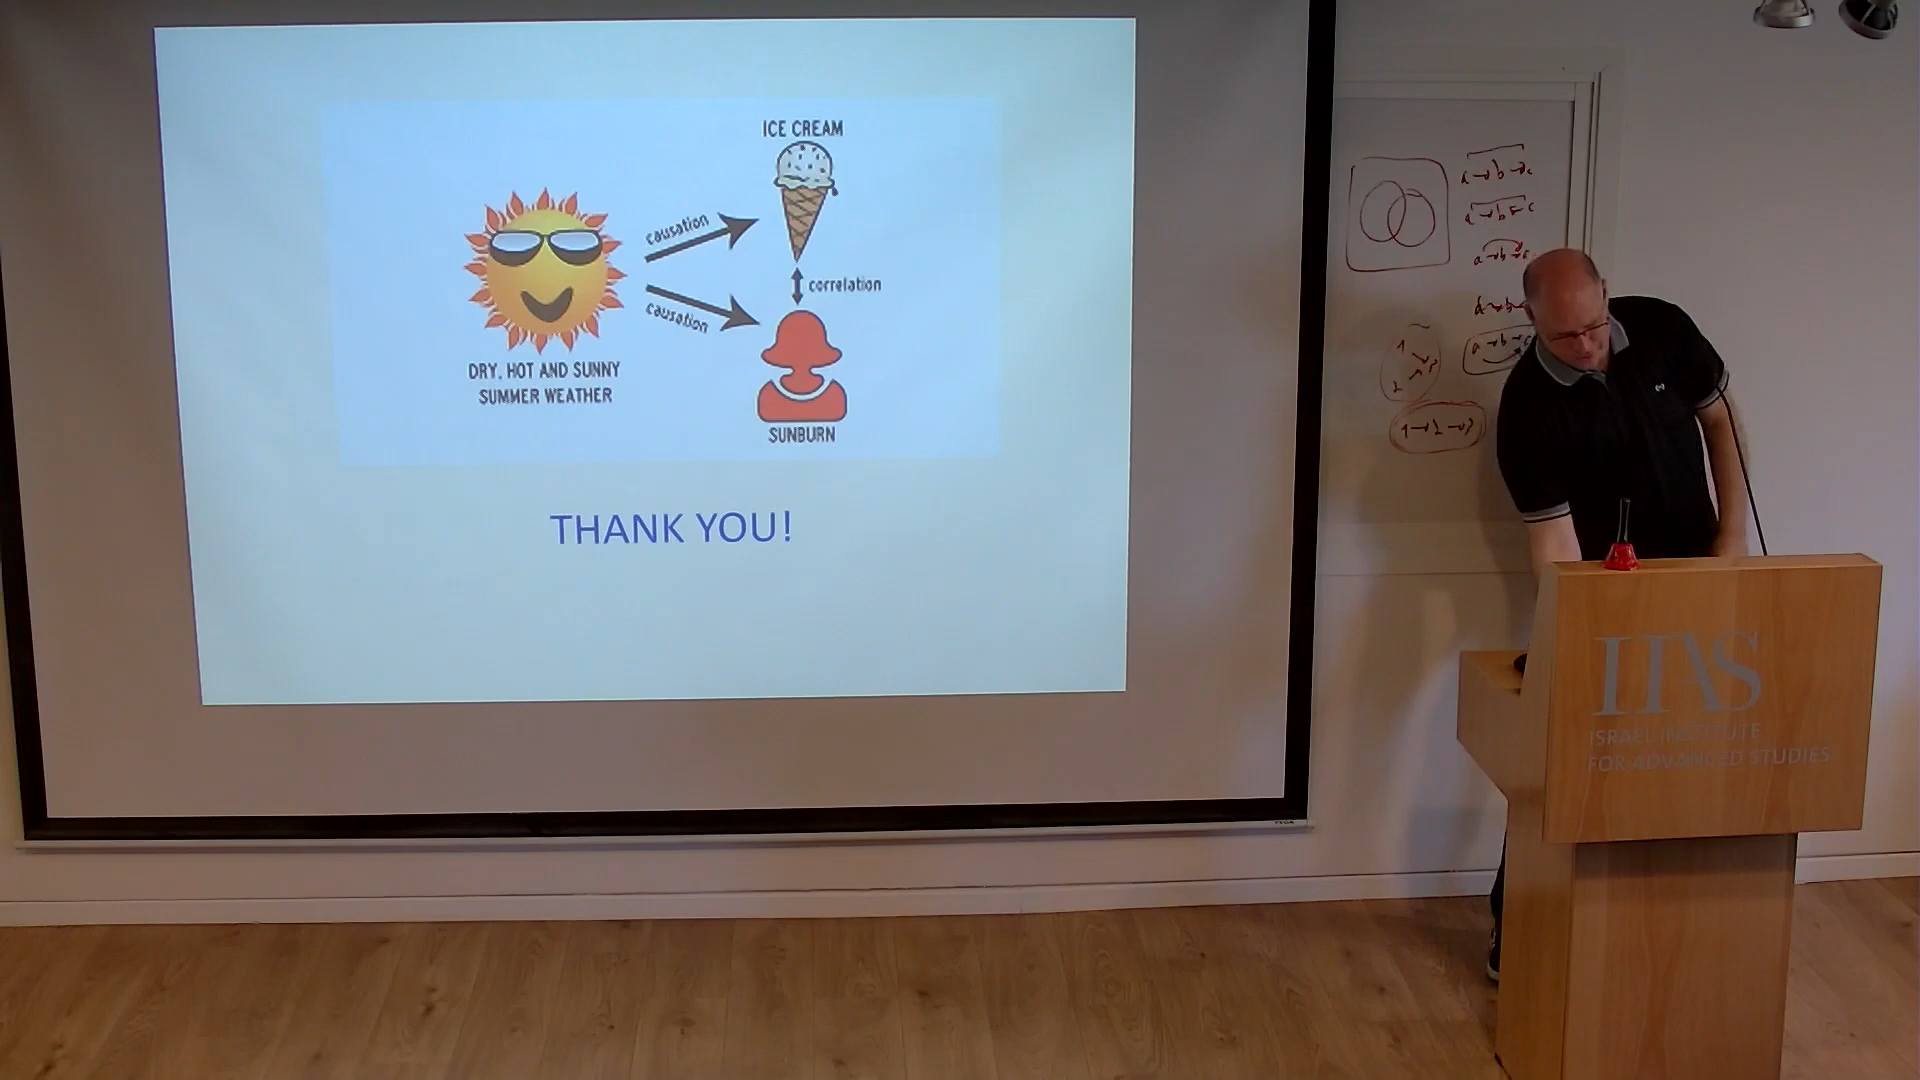 ICE CREAM
causation
correlation
causation
DRY, HOT AND SUNNY
SUMMER WEATHER
SUNBURN
THANK YOU!
a → b → c
IIAS
ISRAEL INSTITUTE
FOR ADVANCED STUDIES